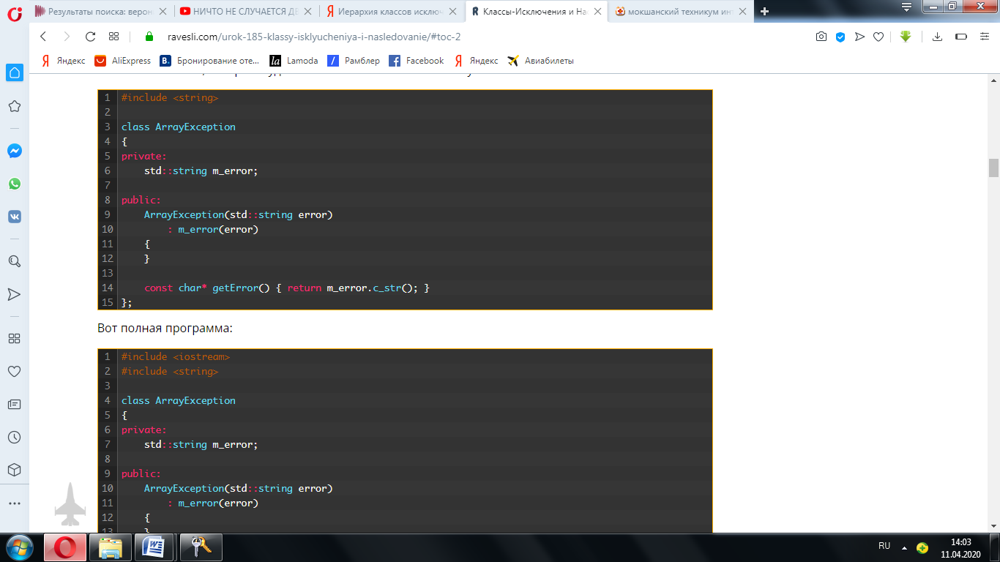 Результаты поиска: верон
НИЧТО НЕ СЛУЧАЕТСЯ ДВ
Иерархия классов исключ
Классы-Исключения и На
мокшанский техникум инт
ravesli.com/urok-185-klassy-isklyucheniya-i-nasledovanie/#toc-2
Яндекс
AliExpress
Бронирование оте...
Lamoda
Рамблер
Facebook
Яндекс
Авиабилеты
1 #include <string>
2
3 class ArrayException
4 {
5 private:
6     std::string m_error;
7
8 public:
9     ArrayException(std::string error)
10         : m_error(error)
11     {
12     }
13
14     const char* getError() { return m_error.c_str(); }
15 };
Вот полная программа:
1 #include <iostream>
2 #include <string>
3
4 class ArrayException
5 {
6 private:
7     std::string m_error;
8
9 public:
10     ArrayException(std::string error)
11         : m_error(error)
12     {
13     }
RU
14:03
11.04.2020